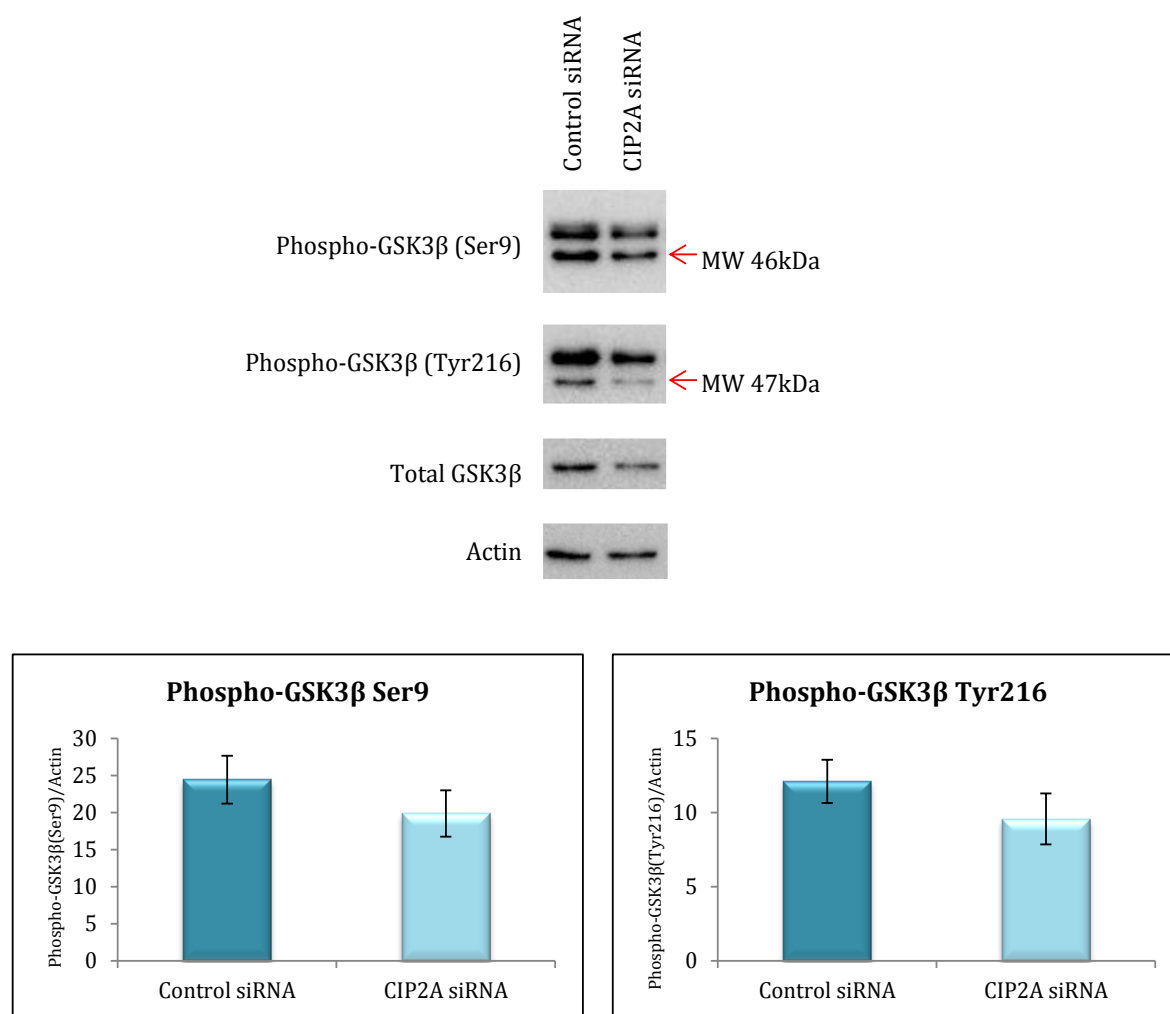 Control siRNA
CIP2A siRNA
Phospho-GSK3β (Ser9)
MW 46kDa
Phospho-GSK3β (Tyr216)
MW 47kDa
Total GSK3β
Actin
Phospho-GSK3β Ser9
Phospho-GSK3β(Ser9)/Actin
30
25
20
15
10
5
0
Control siRNA
CIP2A siRNA
Phospho-GSK3β Tyr216
Phospho-GSK3β(Tyr216)/Actin
15
10
5
0
Control siRNA
CIP2A siRNA